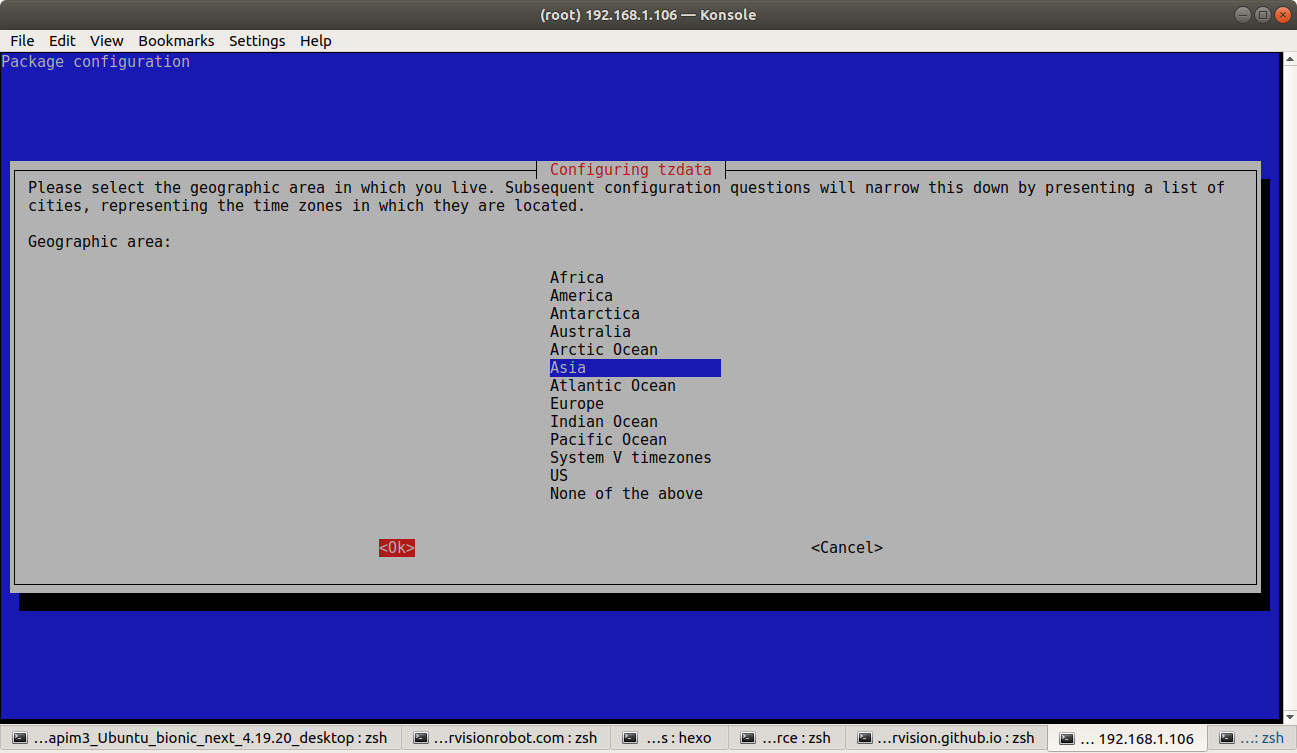 (root) 192.168.1.106 — Konsole
File Edit View Bookmarks Settings Help
Package configuration
Configuring tzdata
Please select the geographic area in which you live. Subsequent configuration questions will narrow this down by presenting a list of
cities, representing the time zones in which they are located.
Geographic area:
Africa
America
Antarctica
Australia
Arctic Ocean
Asia
Atlantic Ocean
Europe
Indian Ocean
Pacific Ocean
System V timezones
US
None of the above
<Ok> <Cancel>
...apim3_Ubuntu_bionic_next_4.19.20_desktop : zsh ...rvisionrobot.com : zsh ...s : hexo ...rce : zsh ...rvision.github.io : zsh ... 192.168.1.106 ...: zsh